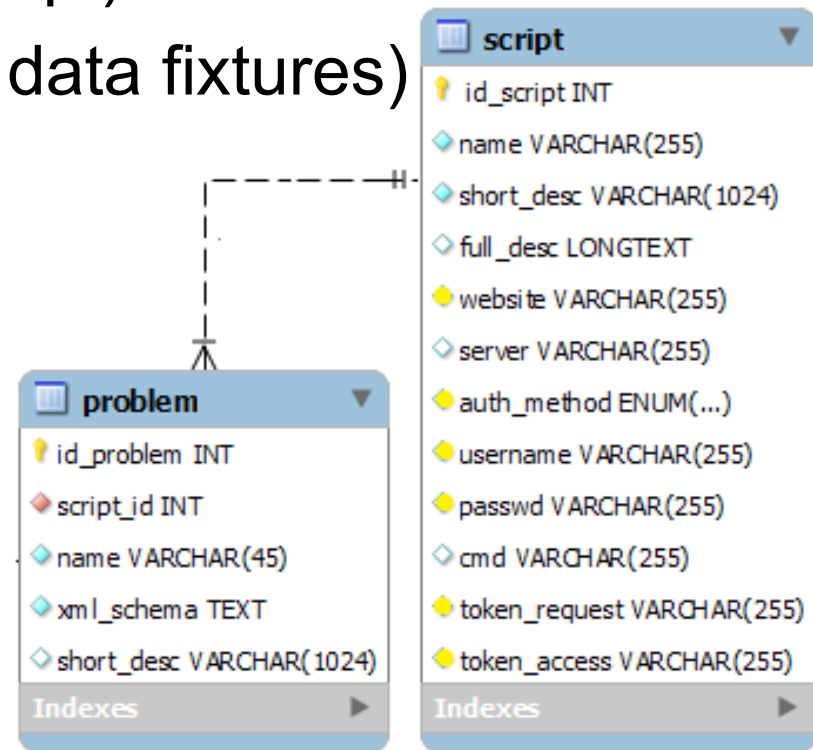 data fixtures)
script
id_script INT
name VARCHAR(255)
short_desc VARCHAR(1024)
full_desc LONGTEXT
website VARCHAR(255)
server VARCHAR(255)
auth_method ENUM(...)
username VARCHAR(255)
passwd VARCHAR(255)
cmd VARCHAR(255)
token_request VARCHAR(255)
token_access VARCHAR(255)
Indexes
problem
id_problem INT
script_id INT
name VARCHAR(45)
xml_schema TEXT
short_desc VARCHAR(1024)
Indexes